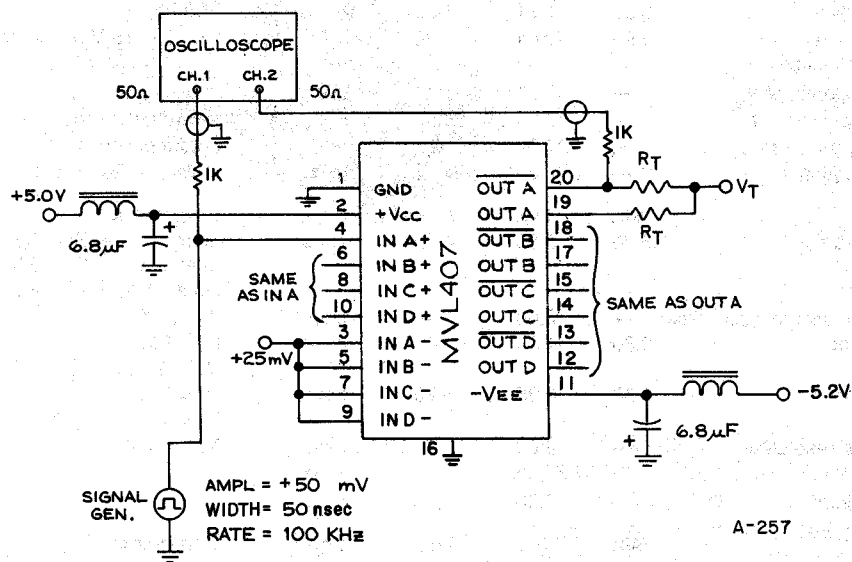 OSCILLOSCOPE
CH.1 CH.2
50Ω 50Ω
1K
1K
+5.0V
6.8µF
+
1 GND
2 +VCC
4 IN A+
6 IN B+
8 IN C+
10 IN D+
3 IN A-
5 IN B-
7 IN C-
9 IN D-
SAME
AS IN A
+25mV
MVL407
OUT A 20
OUT A 19
OUT B 18
OUT B 17
OUT C 15
OUT C 14
OUT D 13
OUT D 12
-VEE 11
16
RT
RT
VT
SAME AS OUT A
-5.2V
6.8µF
+
SIGNAL
GEN.
AMPL = +50 mV
WIDTH= 50 nsec
RATE = 100 KHz
A-257